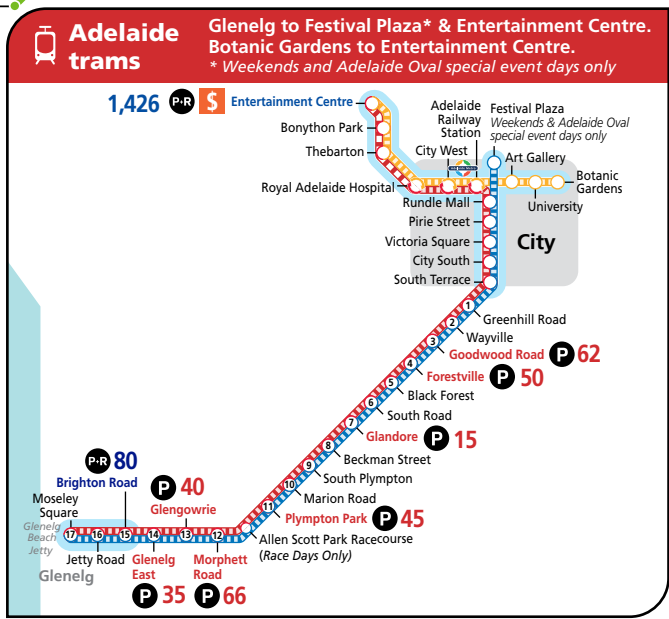 Adelaide
trams
Glenelg to Festival Plaza* & Entertainment Centre.
Botanic Gardens to Entertainment Centre.
* Weekends and Adelaide Oval special event days only
1,426 P·R $ Entertainment Centre
Bonython Park
Thebarton
Royal Adelaide Hospital
City West
Adelaide
Railway
Station
Festival Plaza
Weekends & Adelaide Oval
special event days only
Art Gallery
Botanic
Gardens
University
Rundle Mall
Pirie Street
Victoria Square
City South
South Terrace
City
1 Greenhill Road
2 Wayville
3 Goodwood Road P 62
4 Forestville P 50
5 Black Forest
6 South Road
7 Glandore P 15
8 Beckman Street
9 South Plympton
10 Marion Road
11 Plympton Park P 45
Allen Scott Park Racecourse
(Race Days Only)
12 Morphett
Road
P 66
13 Glengowrie
P 40
14 Glenelg
East
P 35
15 Brighton Road
P·R 80
16 Jetty Road
17 Moseley
Square
Glenelg
Beach
Jetty
Glenelg